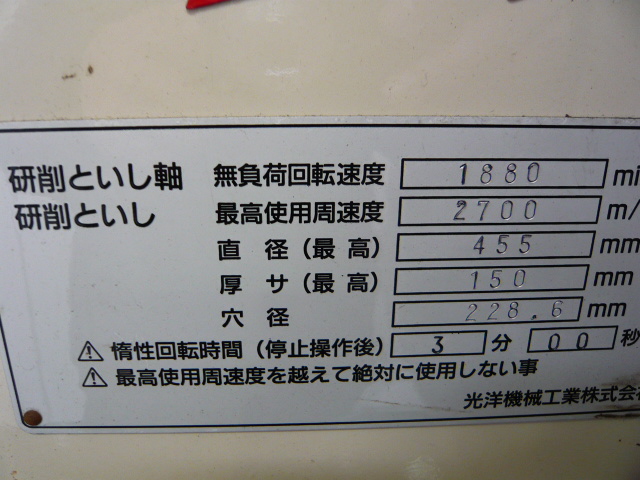 研削といし軸 無負荷回転速度 1880 mi
研削といし 最高使用周速度 2700 m/
直 径 (最 高) 455 mm
厚 サ (最 高) 150 mm
穴 径 228.6 mm
⚠ 惰性回転時間 (停止操作後) 3 分 00 秒
⚠ 最高使用周速度を越えて絶対に使用しない事
光洋機械工業株式会